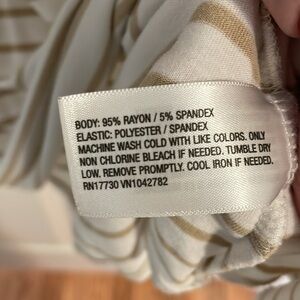 BODY: 95% RAYON / 5% SPANDEX
ELASTIC: POLYESTER / SPANDEX
MACHINE WASH COLD WITH LIKE COLORS. ONLY
NON CHLORINE BLEACH IF NEEDED. TUMBLE DRY
LOW. REMOVE PROMPTLY. COOL IRON IF NEEDED.
RN17730 VN1042782